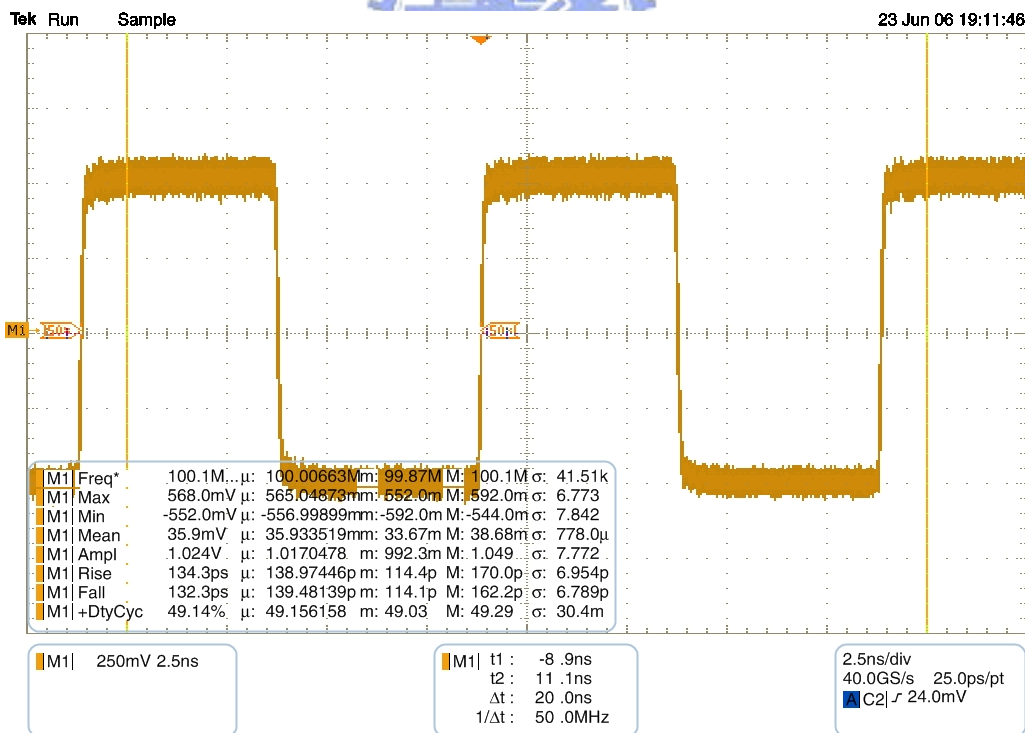 Tek Run Sample 23 Jun 06 19:11:46
M1
50%
50%
M1 Freq* 100.1M... µ: 100.00663M m: 99.87M M: 100.1M σ: 41.51k
M1 Max 568.0mV µ: 565.04873m m: 552.0m M: 592.0m σ: 6.773
M1 Min -552.0mV µ: -556.99899m m: -592.0m M: -544.0m σ: 7.842
M1 Mean 35.9mV µ: 35.933519m m: 33.67m M: 38.68m σ: 778.0µ
M1 Ampl 1.024V µ: 1.0170478 m: 992.3m M: 1.049 σ: 7.772
M1 Rise 134.3ps µ: 138.97446p m: 114.4p M: 170.0p σ: 6.954p
M1 Fall 132.3ps µ: 139.48139p m: 114.1p M: 162.2p σ: 6.789p
M1 +DtyCyc 49.14% µ: 49.156158 m: 49.03 M: 49.29 σ: 30.4m
M1 250mV 2.5ns
M1 t1 : -8 .9ns
t2 : 11 .1ns
Δt : 20 .0ns
1/Δt : 50 .0MHz
2.5ns/div
40.0GS/s 25.0ps/pt
A C2 24.0mV